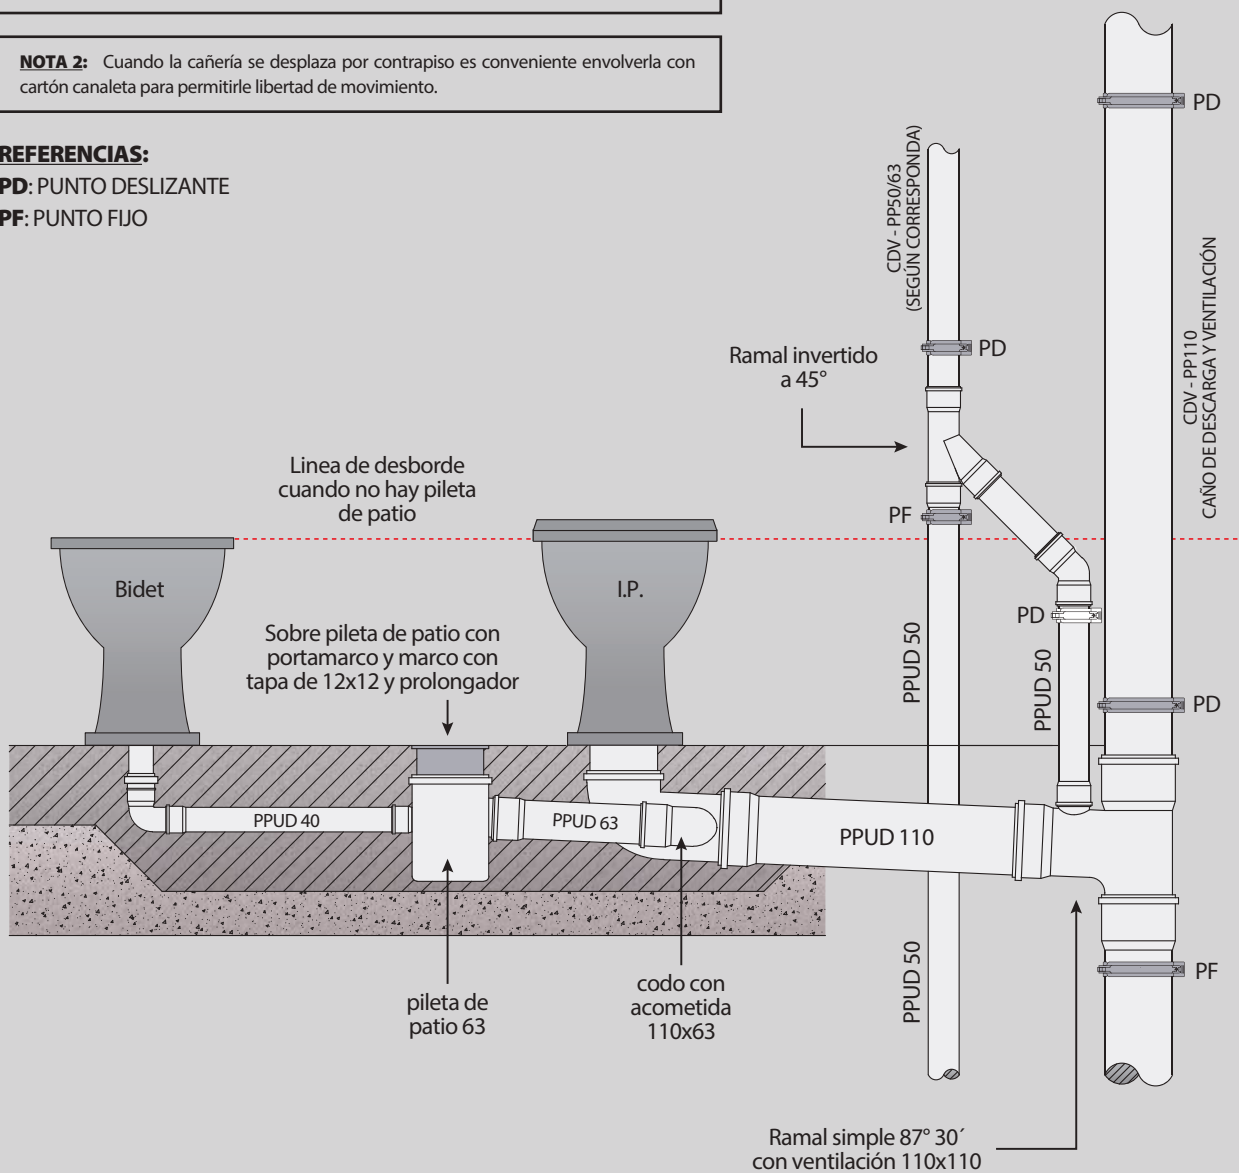 NOTA 2: Cuando la cañería se desplaza por contrapiso es conveniente envolverla con
cartón canaleta para permitirle libertad de movimiento.
REFERENCIAS:
PD: PUNTO DESLIZANTE
PF: PUNTO FIJO
PD
CDV - PP50/63
(SEGÚN CORRESPONDA)
CDV - PP110
CAÑO DE DESCARGA Y VENTILACIÓN
PD
Ramal invertido
a 45°
Linea de desborde
cuando no hay pileta
de patio
PF
Bidet
I.P.
PD
Sobre pileta de patio con
portamarco y marco con
tapa de 12x12 y prolongador
PPUD 50
PPUD 50
PD
PPUD 40
PPUD 63
PPUD 110
PPUD 50
PF
pileta de
patio 63
codo con
acometida
110x63
Ramal simple 87° 30´
con ventilación 110x110